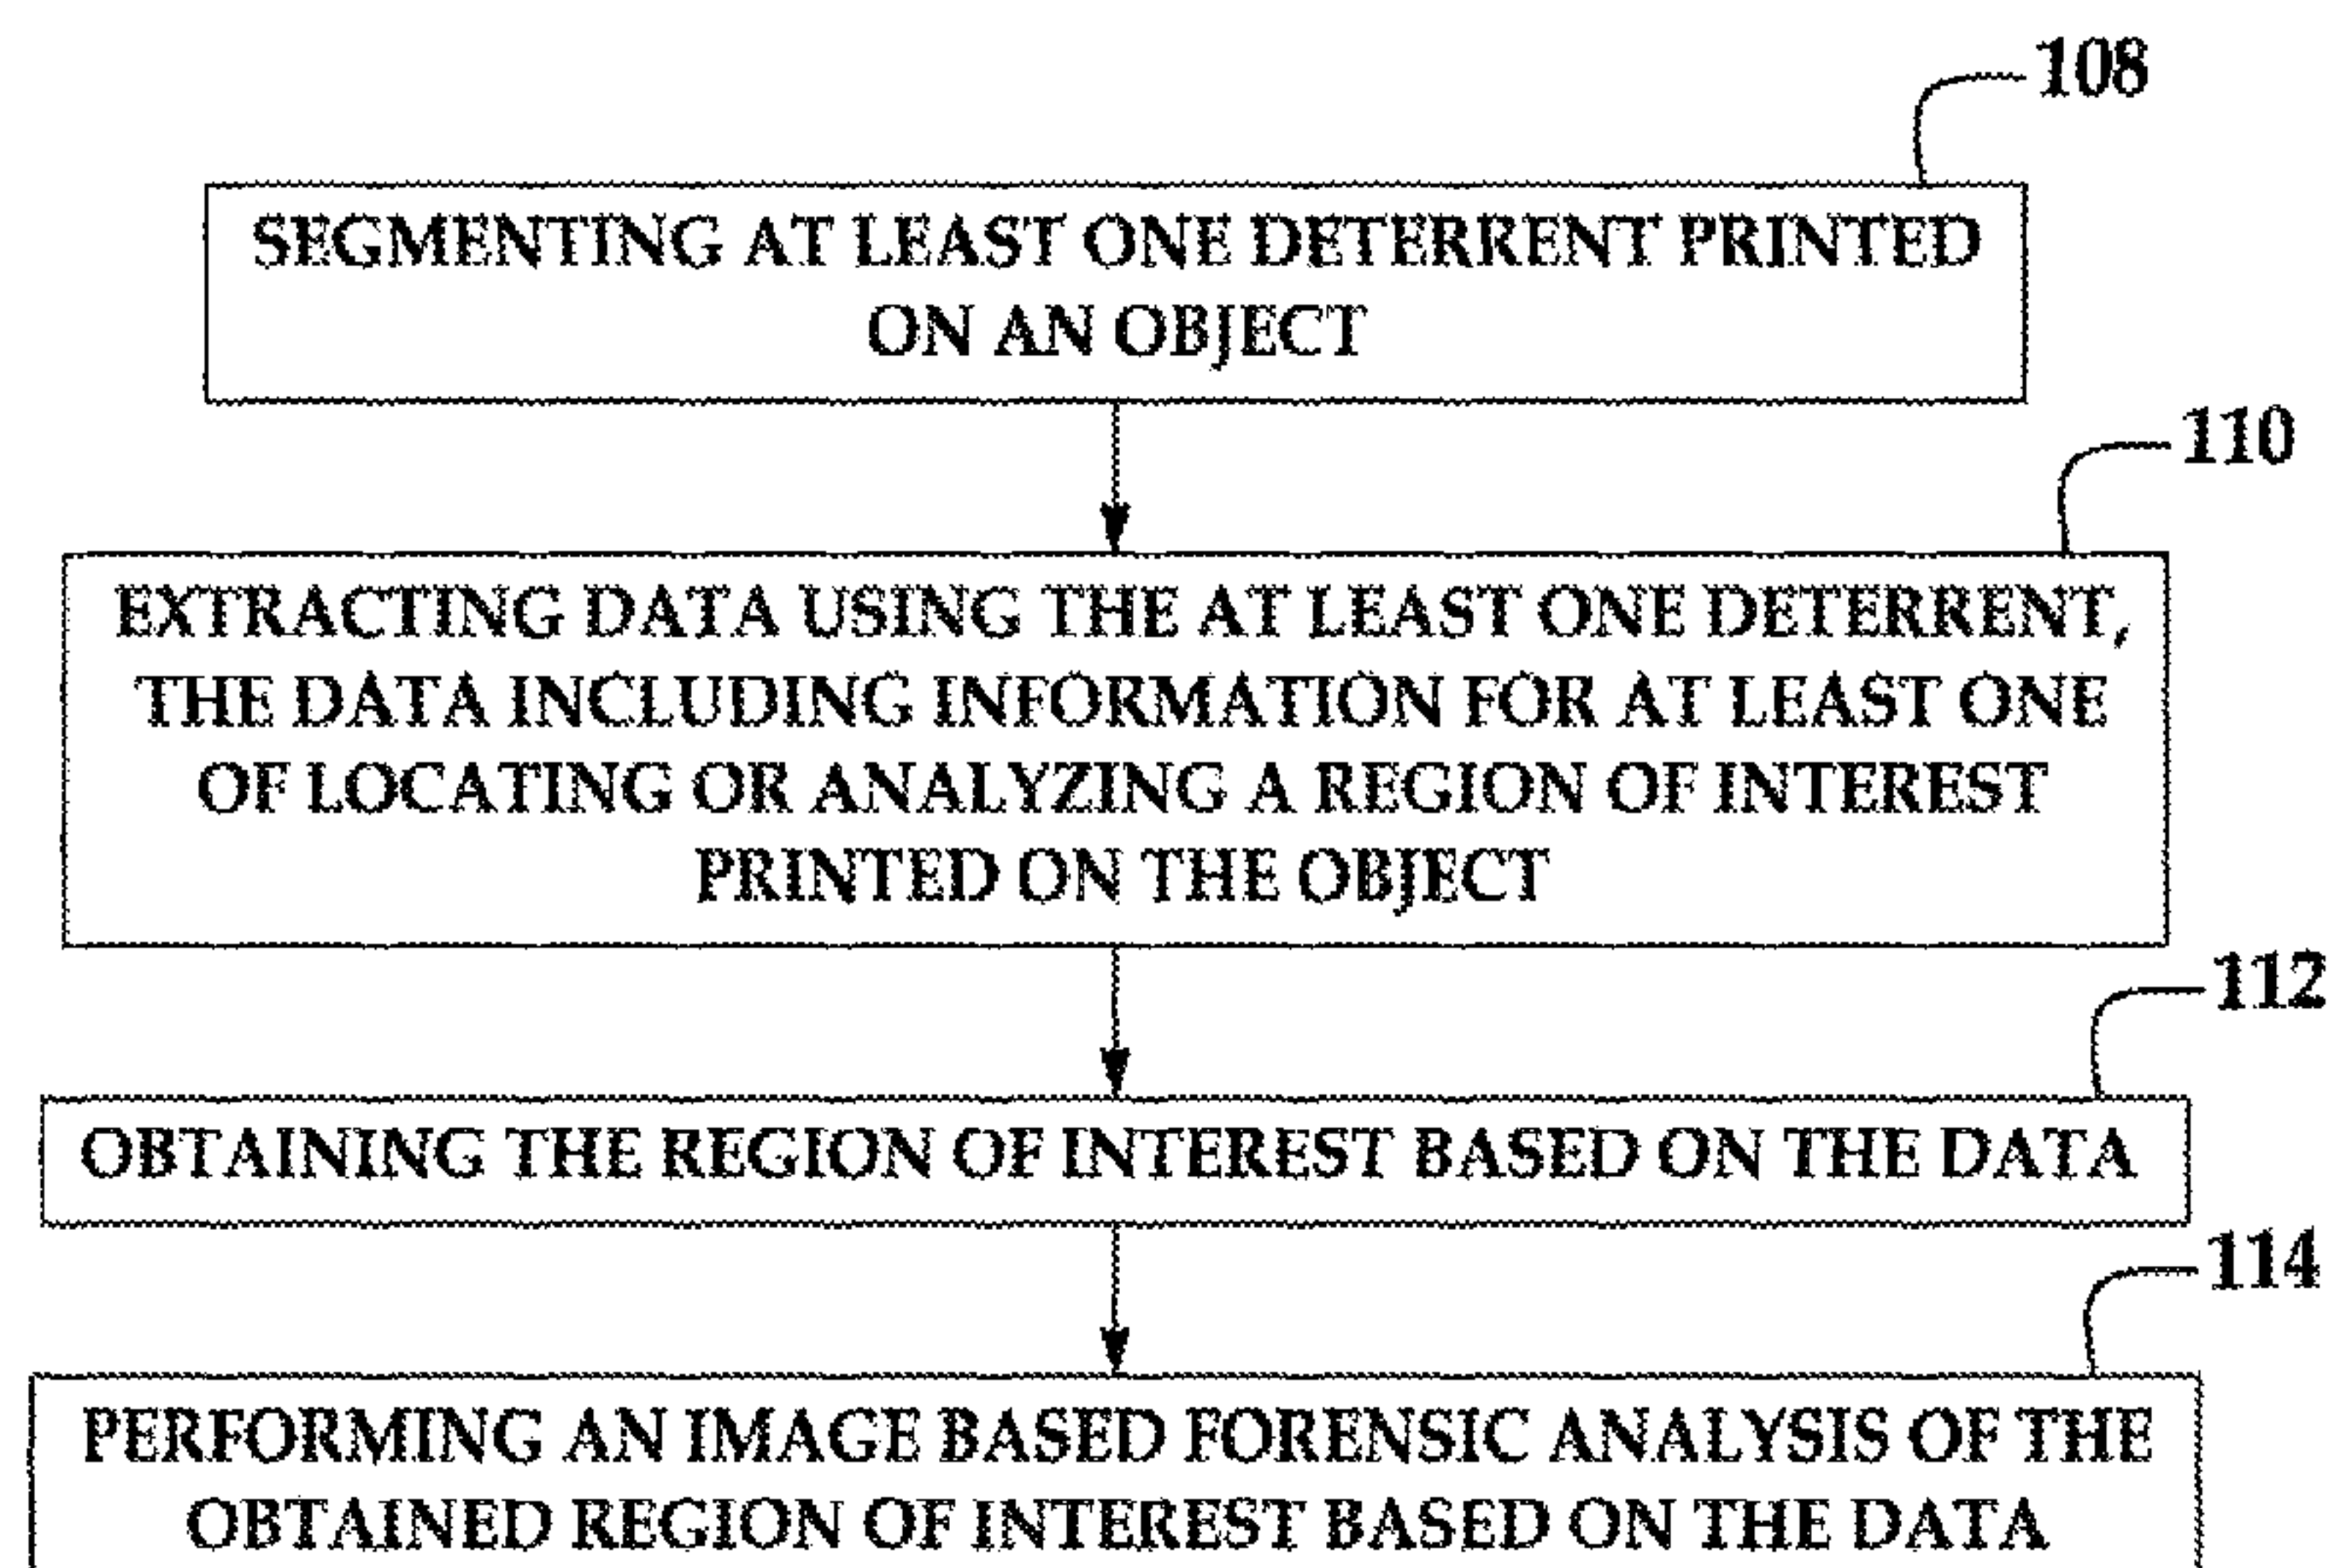 108
SEGMENTING AT LEAST ONE DETERRENT PRINTED
ON AN OBJECT
110
EXTRACTING DATA USING THE AT LEAST ONE DETERRENT,
THE DATA INCLUDING INFORMATION FOR AT LEAST ONE
OF LOCATING OR ANALYZING A REGION OF INTEREST
PRINTED ON THE OBJECT
112
OBTAINING THE REGION OF INTEREST BASED ON THE DATA
114
PERFORMING AN IMAGE BASED FORENSIC ANALYSIS OF THE
OBTAINED REGION OF INTEREST BASED ON THE DATA